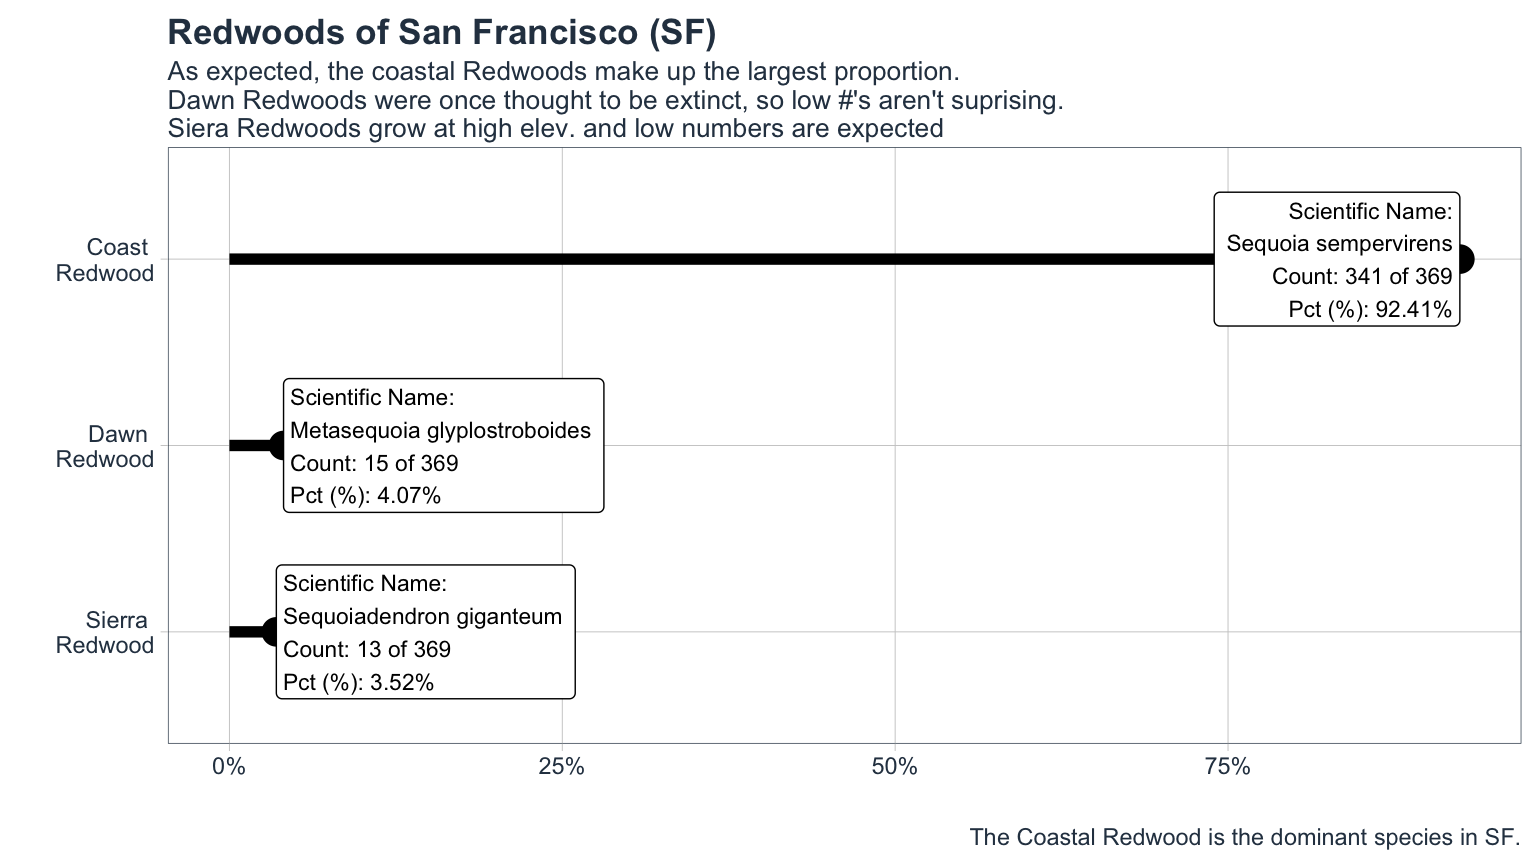 Redwoods of San Francisco (SF)
As expected, the coastal Redwoods make up the largest proportion.
Dawn Redwoods were once thought to be extinct, so low #'s aren't suprising.
Siera Redwoods grow at high elev. and low numbers are expected
Coast
Redwood
Scientific Name:
Sequoia sempervirens
Count: 341 of 369
Pct (%): 92.41%
Dawn
Redwood
Scientific Name:
Metasequoia glyplostroboides
Count: 15 of 369
Pct (%): 4.07%
Sierra
Redwood
Scientific Name:
Sequoiadendron giganteum
Count: 13 of 369
Pct (%): 3.52%
0% 25% 50% 75%
The Coastal Redwood is the dominant species in SF.